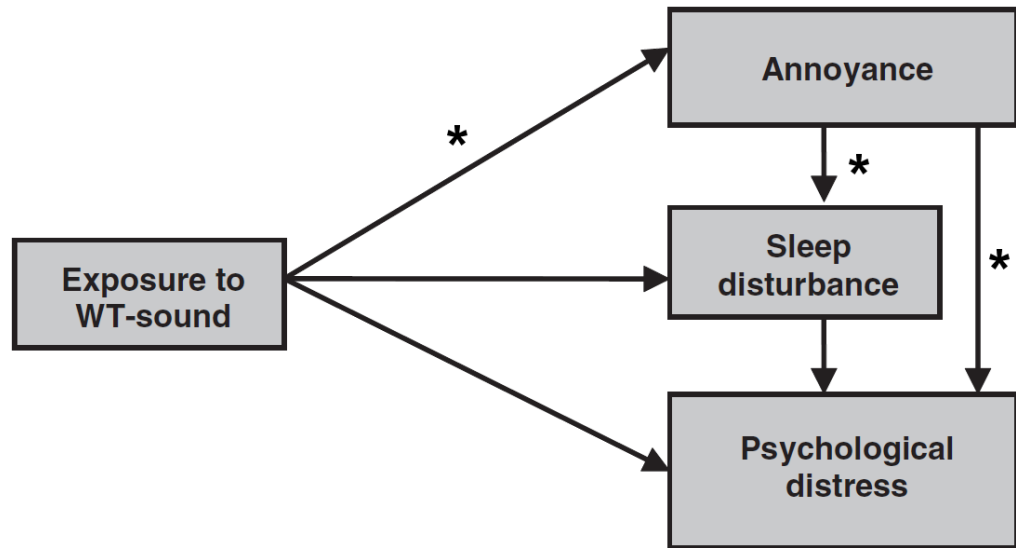 Annoyance
*
*
Sleep
disturbance
*
Exposure to
WT-sound
Psychological
distress